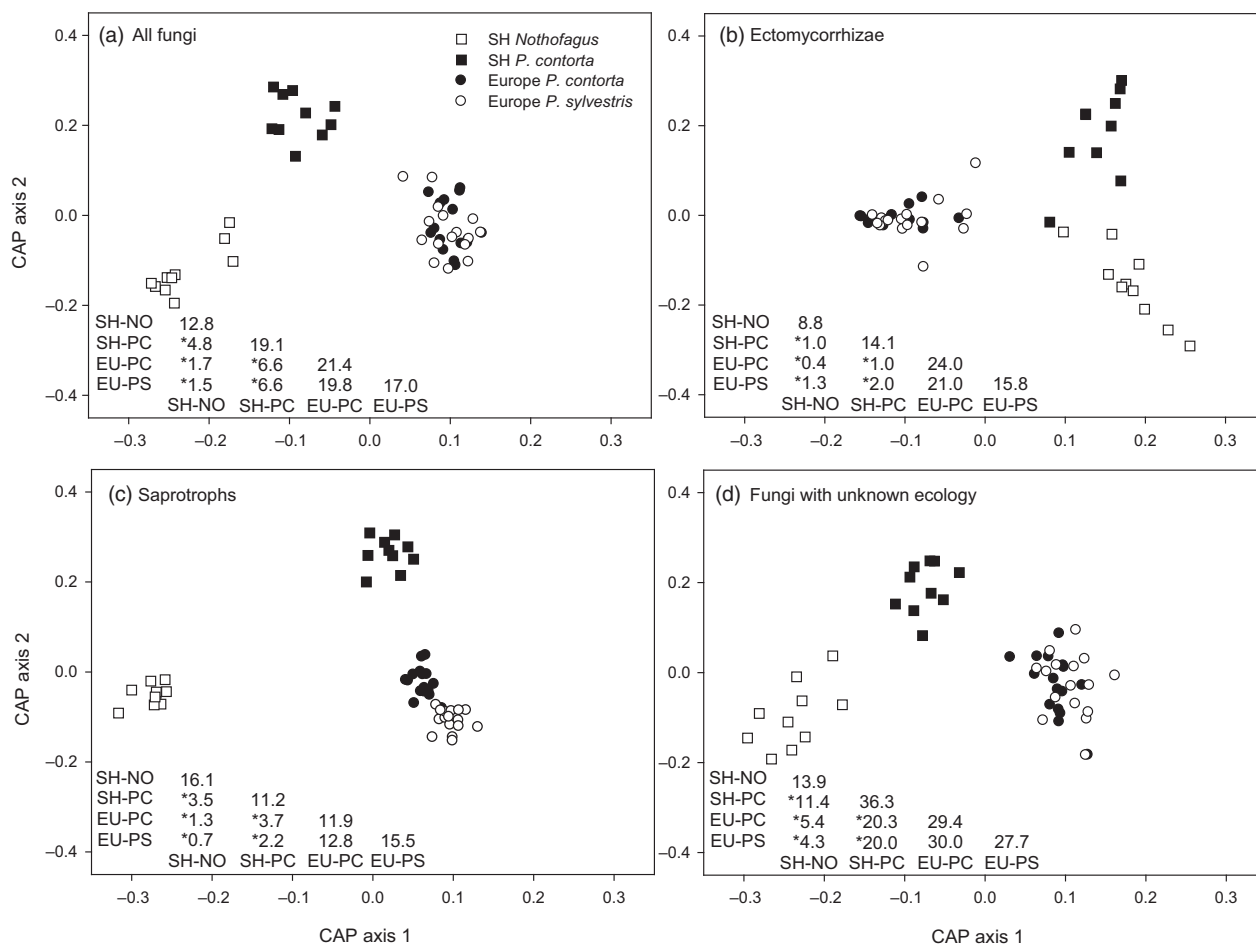 (a) All fungi
□ SH Nothofagus
■ SH P. contorta
● Europe P. contorta
○ Europe P. sylvestris
0.4
0.2
0.0
–0.2
–0.4
CAP axis 2
SH-NO 12.8
SH-PC *4.8 19.1
EU-PC *1.7 *6.6 21.4
EU-PS *1.5 *6.6 19.8 17.0
SH-NO SH-PC EU-PC EU-PS
–0.3 –0.2 –0.1 0.0 0.1 0.2 0.3
(b) Ectomycorrhizae
0.4
0.2
0.0
–0.2
–0.4
SH-NO 8.8
SH-PC *1.0 14.1
EU-PC *0.4 *1.0 24.0
EU-PS *1.3 *2.0 21.0 15.8
SH-NO SH-PC EU-PC EU-PS
–0.3 –0.2 –0.1 0.0 0.1 0.2 0.3
(c) Saprotrophs
0.4
0.2
0.0
–0.2
–0.4
CAP axis 2
SH-NO 16.1
SH-PC *3.5 11.2
EU-PC *1.3 *3.7 11.9
EU-PS *0.7 *2.2 12.8 15.5
SH-NO SH-PC EU-PC EU-PS
–0.3 –0.2 –0.1 0.0 0.1 0.2 0.3
CAP axis 1
(d) Fungi with unknown ecology
0.4
0.2
0.0
–0.2
–0.4
SH-NO 13.9
SH-PC *11.4 36.3
EU-PC *5.4 *20.3 29.4
EU-PS *4.3 *20.0 30.0 27.7
SH-NO SH-PC EU-PC EU-PS
–0.3 –0.2 –0.1 0.0 0.1 0.2 0.3
CAP axis 1